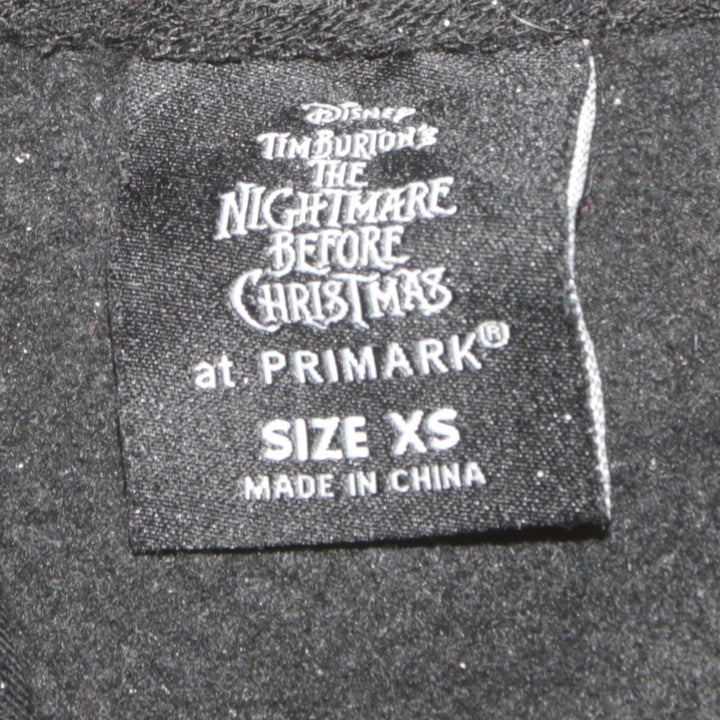 Disney
TIM BURTON'S
THE
NIGHTMARE
BEFORE
CHRISTMAS
at PRIMARK®
SIZE XS
MADE IN CHINA